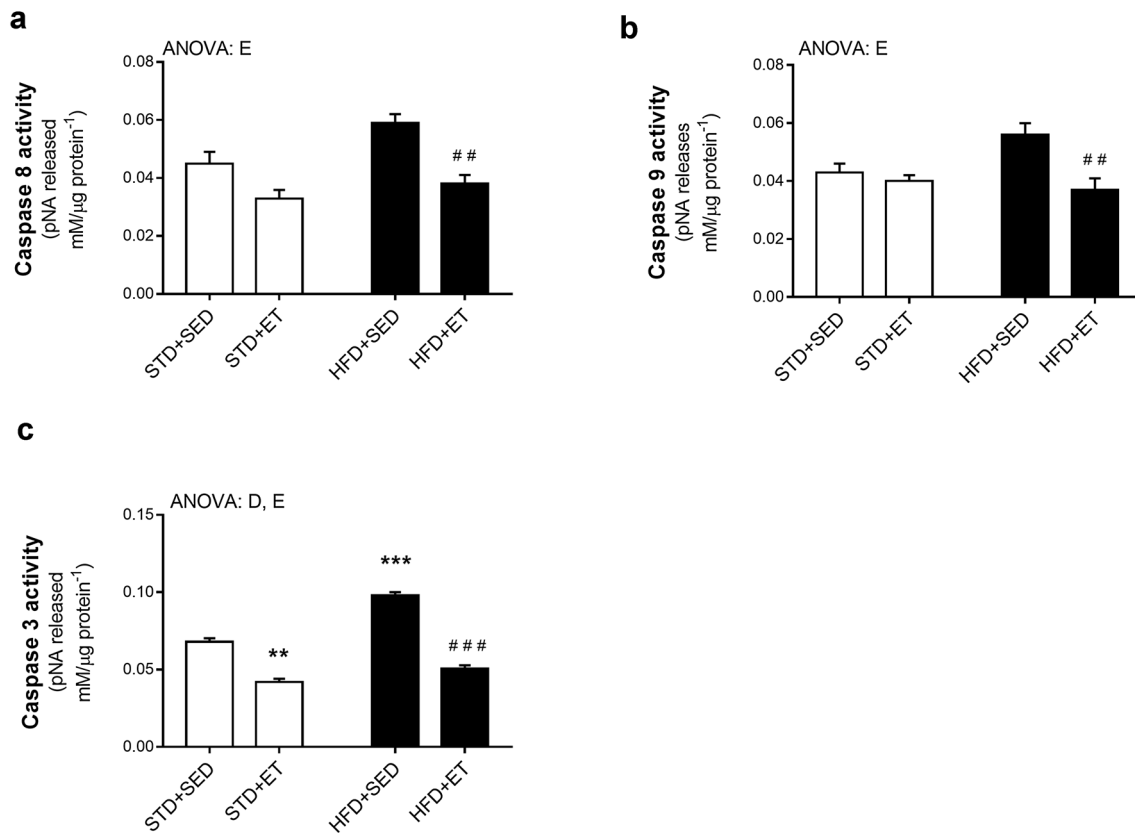 a
ANOVA: E
Caspase 8 activity
(pNA released
mM/µg protein⁻¹)
0.08
0.06
0.04
0.02
0.00
# #
STD+SED
STD+ET
HFD+SED
HFD+ET
b
ANOVA: E
Caspase 9 activity
(pNA releases
mM/µg protein⁻¹)
0.08
0.06
0.04
0.02
0.00
# #
STD+SED
STD+ET
HFD+SED
HFD+ET
c
ANOVA: D, E
Caspase 3 activity
(pNA released
mM/µg protein⁻¹)
0.15
0.10
0.05
0.00
**
***
# # #
STD+SED
STD+ET
HFD+SED
HFD+ET